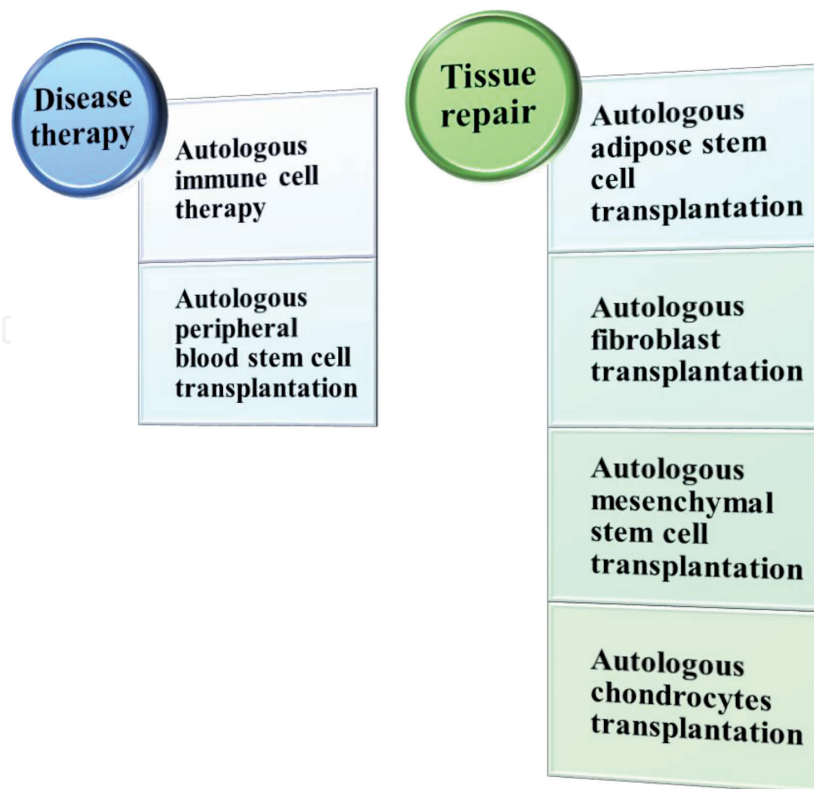 Disease
therapy
Autologous
immune cell
therapy
Autologous
peripheral
blood stem cell
transplantation
Tissue
repair
Autologous
adipose stem
cell
transplantation
Autologous
fibroblast
transplantation
Autologous
mesenchymal
stem cell
transplantation
Autologous
chondrocytes
transplantation